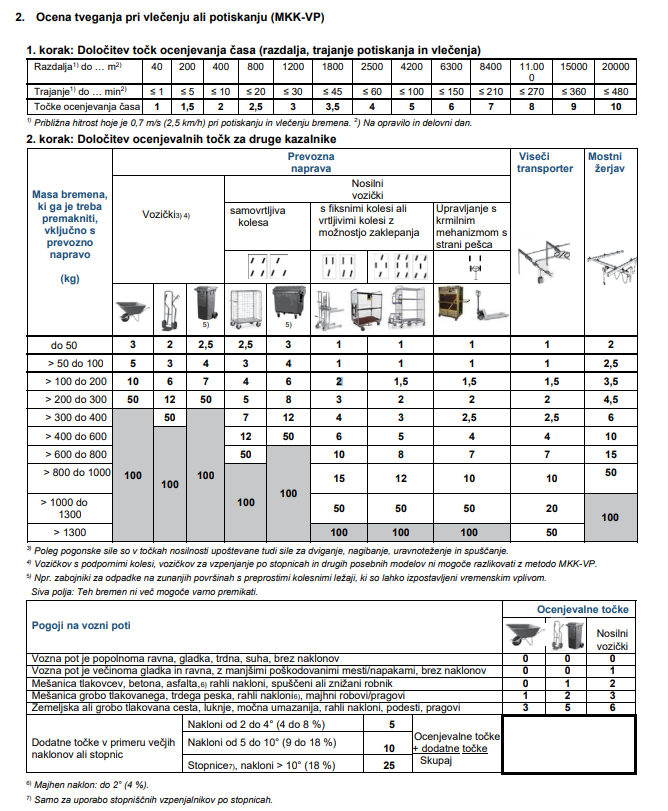 2. Ocena tveganja pri vlečenju ali potiskanju (MKK-VP)
1. korak: Določitev točk ocenjevanja časa (razdalja, trajanje potiskanja in vlečenja)
Razdalja1) do … m2) 40 200 400 800 1200 1800 2500 4200 6300 8400 11.00 0 15000 20000
Trajanje1) do … min2) ≤ 1 ≤ 5 ≤ 10 ≤ 20 ≤ 30 ≤ 45 ≤ 60 ≤ 100 ≤ 150 ≤ 210 ≤ 270 ≤ 360 ≤ 480
Točke ocenjevanja časa 1 1,5 2 2,5 3 3,5 4 5 6 7 8 9 10
1) Približna hitrost hoje je 0,7 m/s (2,5 km/h) pri potiskanju in vlečenju bremena. 2) Na opravilo in delovni dan.
2. korak: Določitev ocenjevalnih točk za druge kazalnike
Masa bremena, ki ga je treba premakniti, vključno s prevozno napravo (kg)
Prevozna naprava
Viseči transporter
Mostni žerjav
Vozički3) 4)
Nosilni vozički
samovrtljiva kolesa
s fiksnimi kolesi ali vrtljivimi kolesi z možnostjo zaklepanja
Upravljanje s krmilnim mehanizmom s strani pešca
5) 5)
do 50 3 2 2,5 2,5 3 1 1 1 1 2
> 50 do 100 5 3 4 3 4 1 1 1 1 2,5
> 100 do 200 10 6 7 4 6 2 1,5 1,5 1,5 3,5
> 200 do 300 50 12 50 5 8 3 2 2 2 4,5
> 300 do 400 100 50 100 7 12 4 3 2,5 2,5 6
> 400 do 600 100 12 50 6 5 4 4 10
> 600 do 800 50 100 10 8 7 7 15
> 800 do 1000 100 15 12 10 10 50
> 1000 do 1300 50 50 50 20 100
> 1300 100 100 100 50
3) Poleg pogonske sile so v točkah nosilnosti upoštevane tudi sile za dviganje, nagibanje, uravnoteženje in spuščanje.
4) Vozičkov s podpornimi kolesi, vozičkov za vzpenjanje po stopnicah in drugih posebnih modelov ni mogoče razlikovati z metodo MKK-VP.
5) Npr. zabojniki za odpadke na zunanjih površinah s preprostimi kolesnimi ležaji, ki so lahko izpostavljeni vremenskim vplivom.
Siva polja: Teh bremen ni več mogoče varno premikati.
Pogoji na vozni poti
Ocenjevalne točke
Nosilni vozički
Vozna pot je popolnoma ravna, gladka, trdna, suha, brez naklonov 0 0 0
Vozna pot je večinoma gladka in ravna, z manjšimi poškodovanimi mesti/napakami, brez naklonov 0 0 1
Mešanica tlakovcev, betona, asfalta,6) rahli nakloni, spuščeni ali znižani robnik 0 1 2
Mešanica grobo tlakovanega, trdega peska, rahli nakloni6), majhni robovi/pragovi 1 2 3
Zemeljska ali grobo tlakovana cesta, luknje, močna umazanija, rahli nakloni, podesti, pragovi 3 5 6
Dodatne točke v primeru večjih naklonov ali stopnic
Nakloni od 2 do 4° (4 do 8 %) 5
Nakloni od 5 do 10° (9 do 18 %) 10
Stopnice7), nakloni > 10° (18 %) 25
Ocenjevalne točke + dodatne točke Skupaj
6) Majhen naklon: do 2° (4 %).
7) Samo za uporabo stopniščnih vzpenjalnikov po stopnicah.